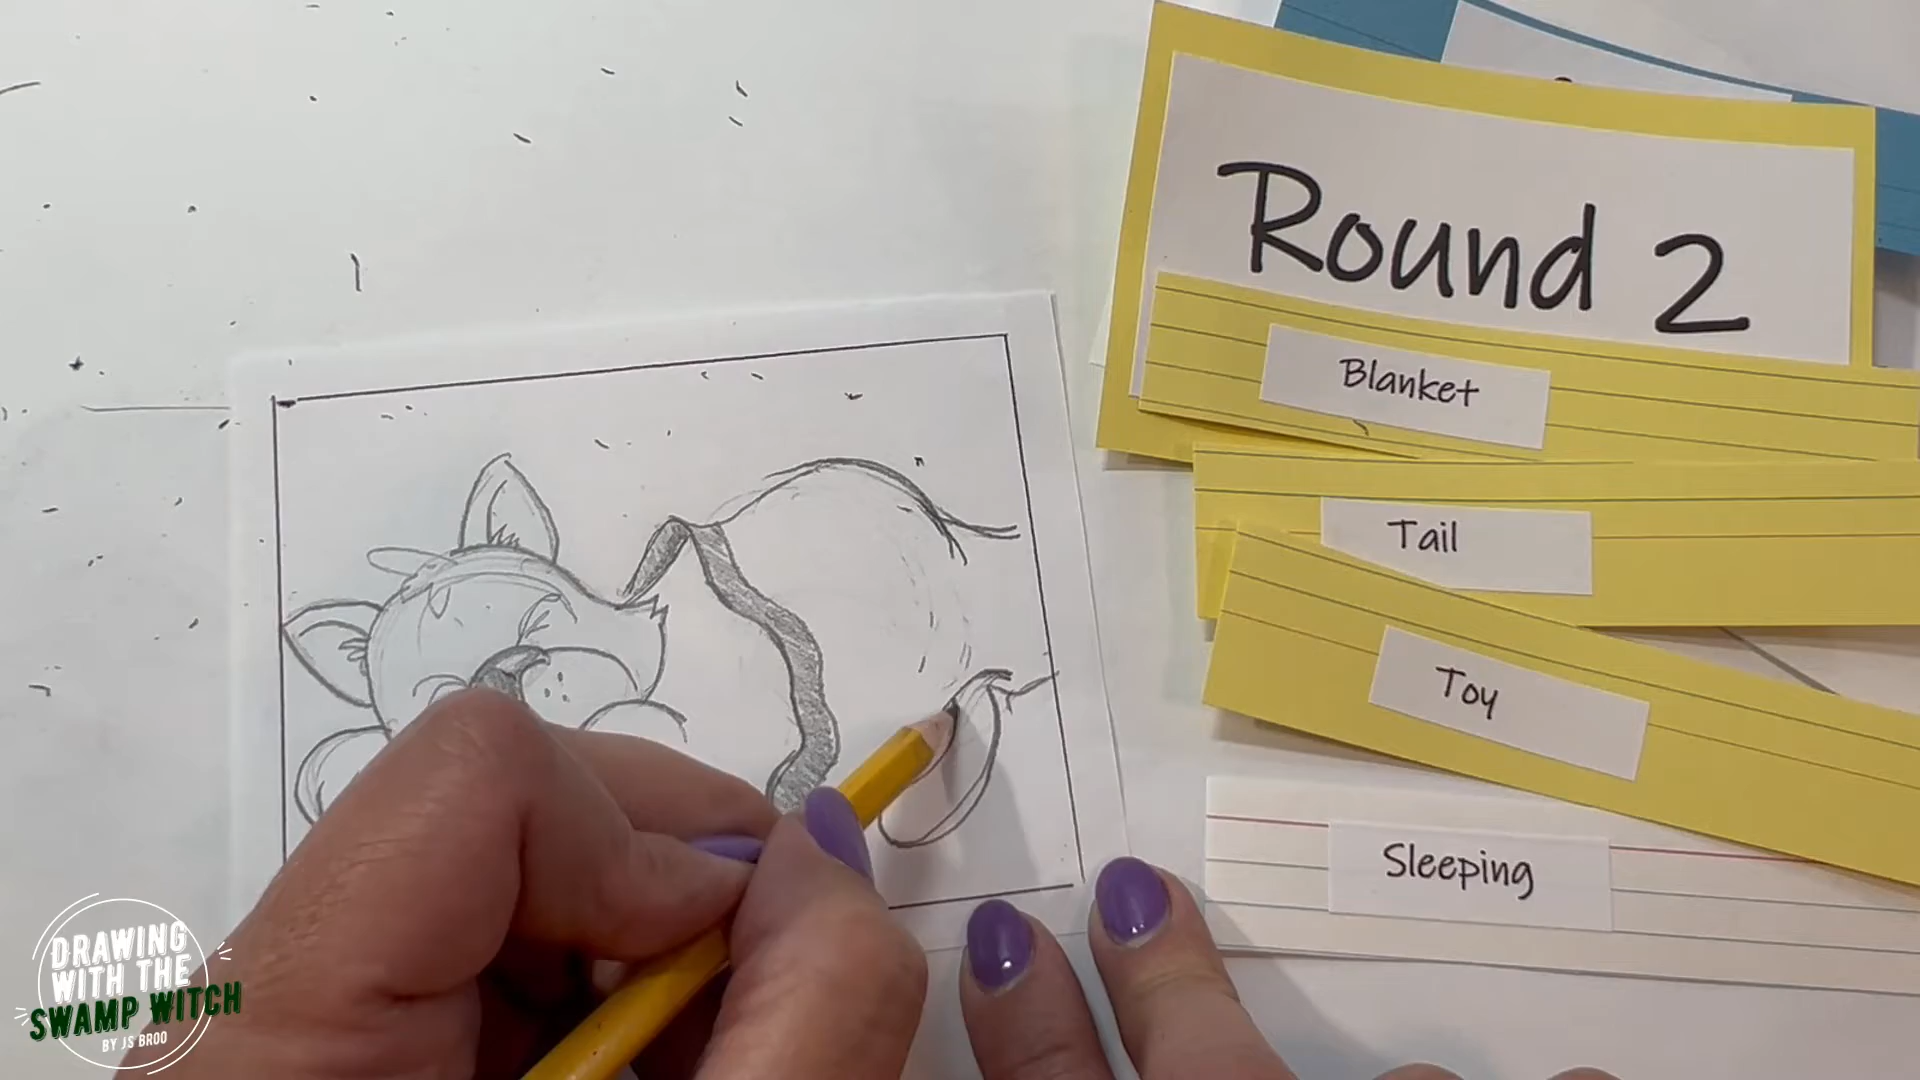 Round 2
Blanket
Tail
Toy
Sleeping
DRAWING
WITH THE
SWAMP WITCH
BY JS BROO